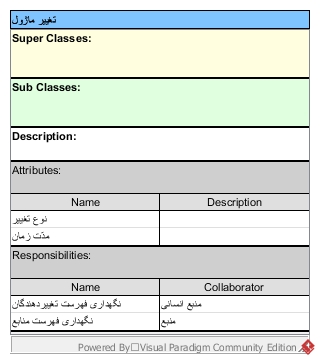 تغییر ماژول
Super Classes:
Sub Classes:
Description:
Attributes:
Name Description
نوع تغییر
مدّت زمان
Responsibilities:
Name Collaborator
نگهداری فهرست تغییردهندگان منبع انسانی
نگهداری فهرست منابع منبع
Powered By□Visual Paradigm Community Edition